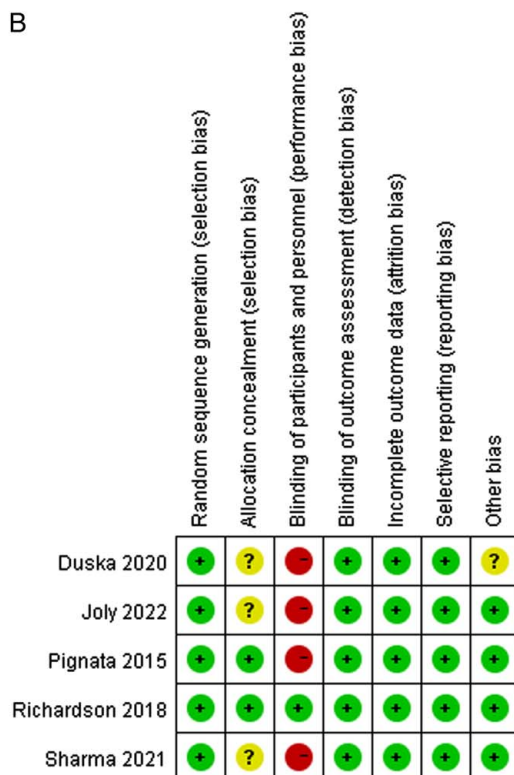 B
Random sequence generation (selection bias)
Allocation concealment (selection bias)
Blinding of participants and personnel (performance bias)
Blinding of outcome assessment (detection bias)
Incomplete outcome data (attrition bias)
Selective reporting (reporting bias)
Other bias
Duska 2020 + ? - + + + ?
Joly 2022 + ? - + + + +
Pignata 2015 + + - + + + +
Richardson 2018 + + + + + + +
Sharma 2021 + ? - + + + +